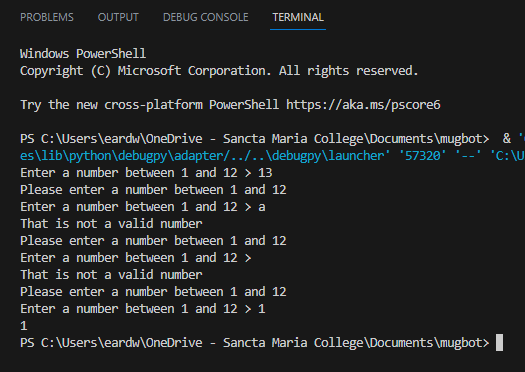 PROBLEMS OUTPUT DEBUG CONSOLE TERMINAL
Windows PowerShell
Copyright (C) Microsoft Corporation. All rights reserved.
Try the new cross-platform PowerShell https://aka.ms/pscore6
PS C:\Users\eardw\OneDrive - Sancta Maria College\Documents\mugbot>  & '
es\lib\python\debugpy\adapter/../..\debugpy\launcher' '57320' '--' 'C:\U
Enter a number between 1 and 12 > 13
Please enter a number between 1 and 12
Enter a number between 1 and 12 > a
That is not a valid number
Please enter a number between 1 and 12
Enter a number between 1 and 12 >
That is not a valid number
Please enter a number between 1 and 12
Enter a number between 1 and 12 > 1
1
PS C:\Users\eardw\OneDrive - Sancta Maria College\Documents\mugbot>